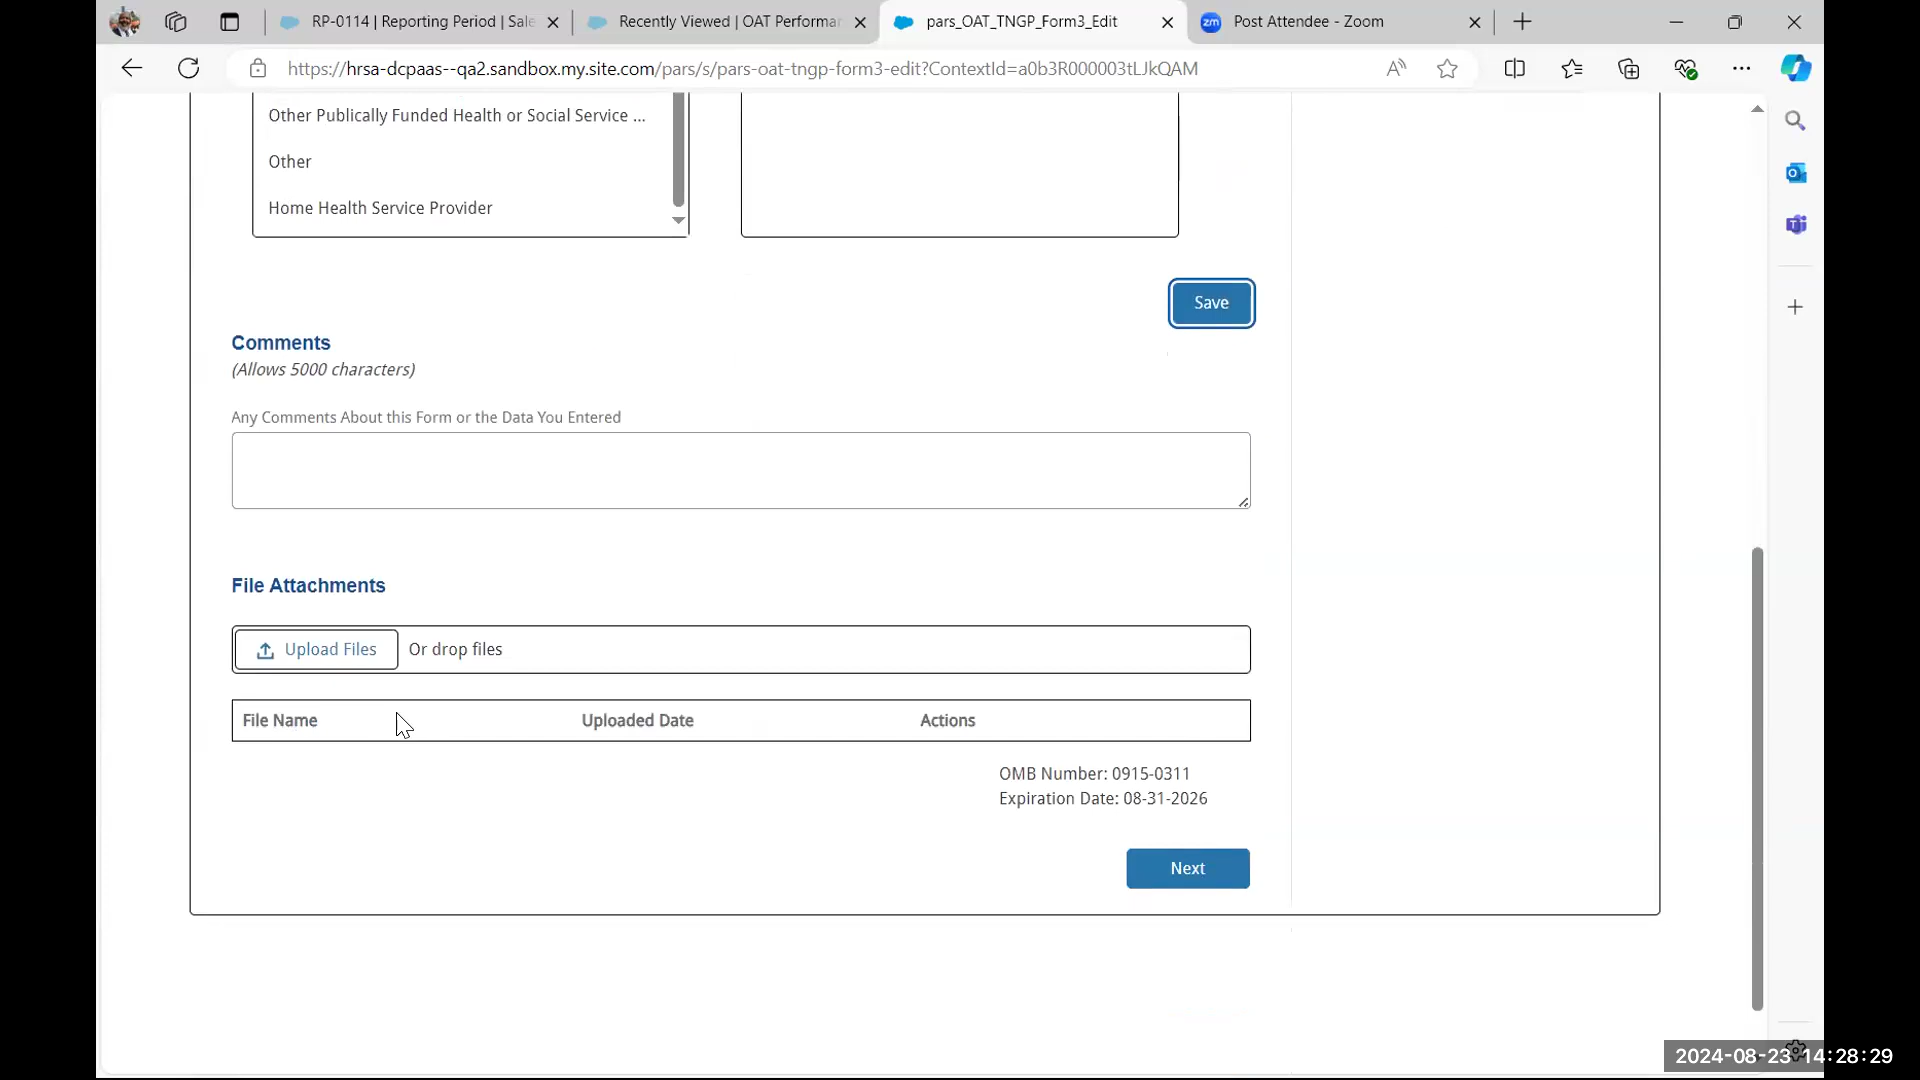 RP-0114 | Reporting Period | Sale
Recently Viewed | OAT Performar
pars_OAT_TNGP_Form3_Edit
zm
Post Attendee - Zoom
https://hrsa-dcpaas--qa2.sandbox.my.site.com/pars/s/pars-oat-tngp-form3-edit?ContextId=a0b3R000003tLJkQAM
Other Publically Funded Health or Social Service ...
Other
Home Health Service Provider
Save
Comments
(Allows 5000 characters)
Any Comments About this Form or the Data You Entered
File Attachments
Upload Files
Or drop files
File Name
Uploaded Date
Actions
OMB Number: 0915-0311
Expiration Date: 08-31-2026
Next
2024-08-23 14:28:29